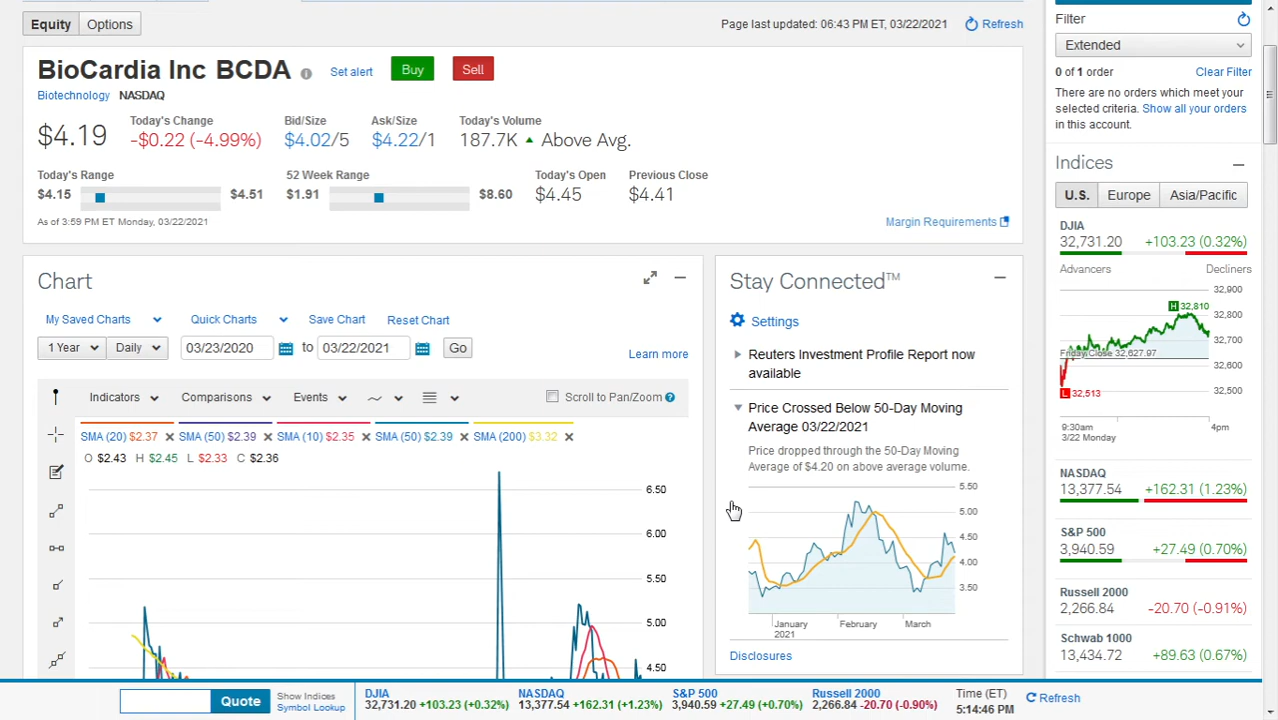 Equity Options
Page last updated: 06:43 PM ET, 03/22/2021 Refresh
BioCardia Inc BCDA Set alert Buy Sell
Biotechnology NASDAQ
$4.19
Today's Change
-$0.22 (-4.99%)
Bid/Size
$4.02/5
Ask/Size
$4.22/1
Today's Volume
187.7K Above Avg.
Today's Range
$4.15 $4.51
52 Week Range
$1.91 $8.60
Today's Open
$4.45
Previous Close
$4.41
As of 3:59 PM ET Monday, 03/22/2021
Margin Requirements
Chart
My Saved Charts Quick Charts Save Chart Reset Chart
1 Year Daily 03/23/2020 to 03/22/2021 Go
Learn more
Indicators Comparisons Events Scroll to Pan/Zoom
SMA (20) $2.37 SMA (50) $2.39 SMA (10) $2.35 SMA (50) $2.39 SMA (200) $3.32
O $2.43 H $2.45 L $2.33 C $2.36
6.50
6.00
5.50
5.00
4.50
Stay Connected™
Settings
Reuters Investment Profile Report now
available
Price Crossed Below 50-Day Moving
Average 03/22/2021
Price dropped through the 50-Day Moving
Average of $4.20 on above average volume.
5.50
5.00
4.50
4.00
3.50
January February March
2021
Disclosures
Filter
Extended
0 of 1 order Clear Filter
There are no orders which meet your
selected criteria. Show all your orders
in this account.
Indices
U.S. Europe Asia/Pacific
DJIA
32,731.20 +103.23 (0.32%)
Advancers Decliners
32,900
H 32,810
32,800
32,700
Friday Close 32,627.97
32,600
L 32,513
32,500
9:30am 4pm
3/22 Monday
NASDAQ
13,377.54 +162.31 (1.23%)
S&P 500
3,940.59 +27.49 (0.70%)
Russell 2000
2,266.84 -20.70 (-0.91%)
Schwab 1000
13,434.72 +89.63 (0.67%)
Quote
Show Indices
Symbol Lookup
DJIA
32,731.20 +103.23 (+0.32%)
NASDAQ
13,377.54 +162.31 (+1.23%)
S&P 500
3,940.59 +27.49 (+0.70%)
Russell 2000
2,266.84 -20.70 (-0.90%)
Time (ET)
5:14:46 PM
Refresh